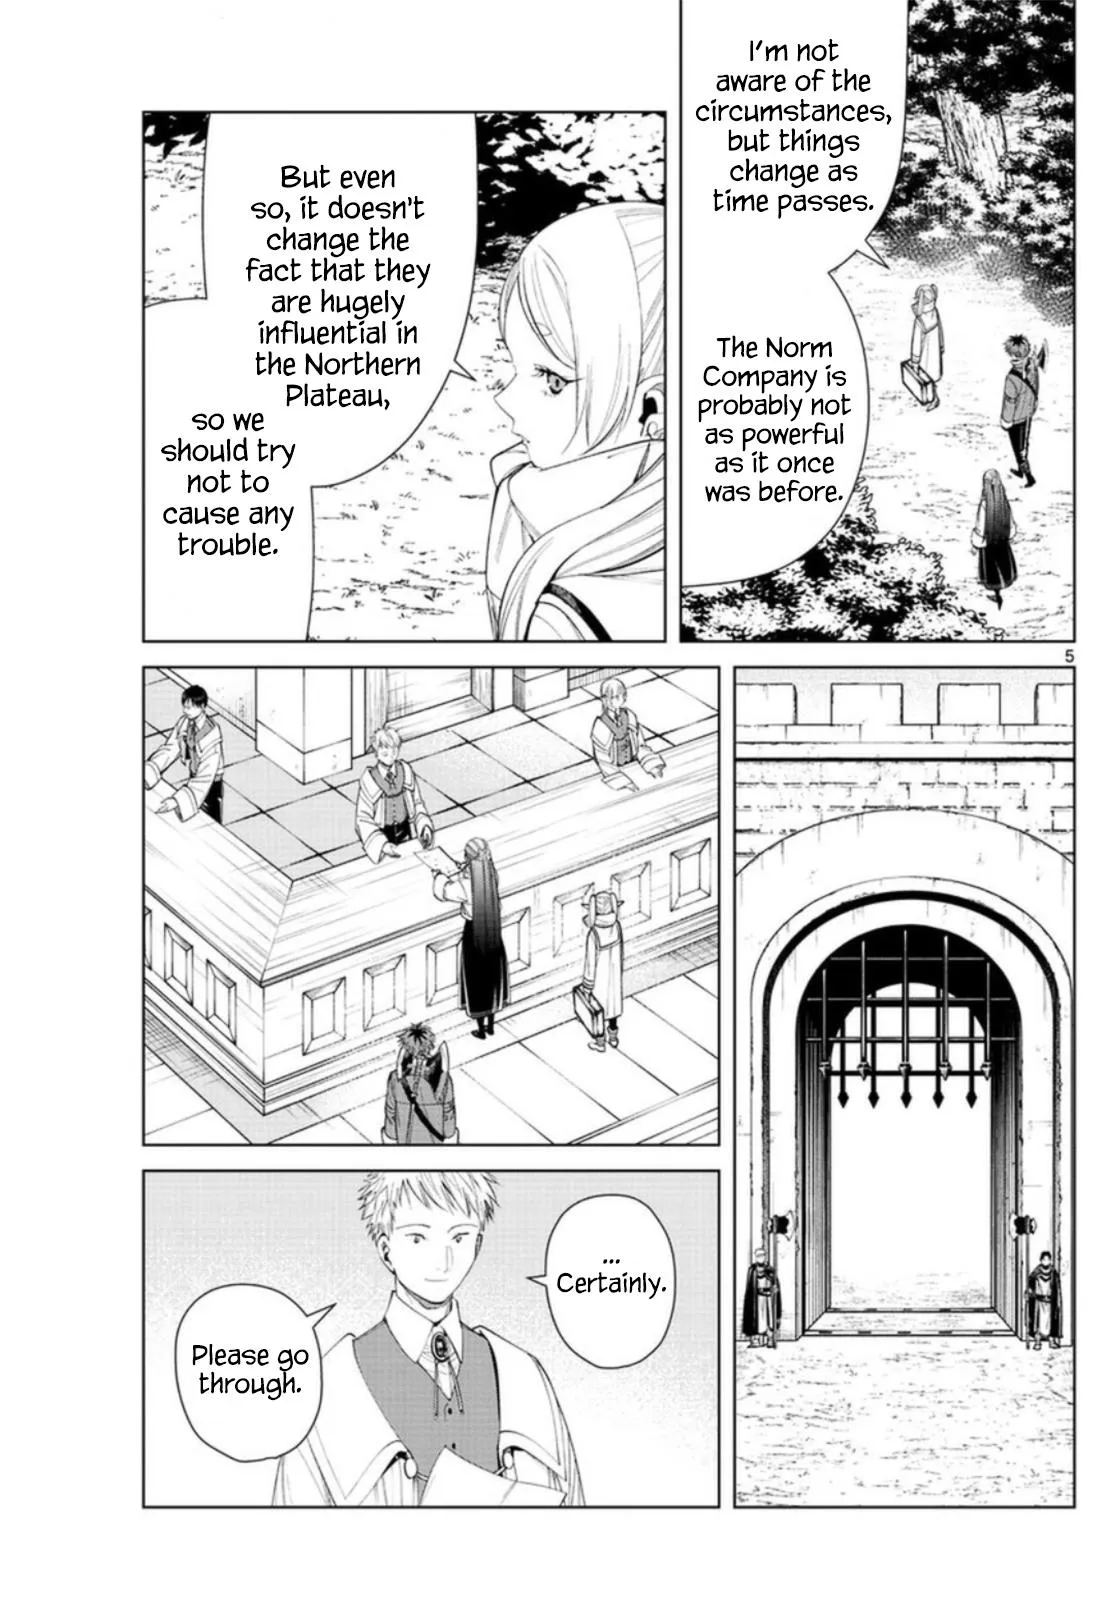 I'm not
aware of the
circumstances,
but things
change as
time passes.
The Norm
Company is
probably not
as powerful
as it once
was before.
But even
so, it doesn't
change the
fact that they
are hugely
influential in
the Northern
Plateau,
so we
should try
not to
cause any
trouble.
5
...
Certainly.
Please go
through.